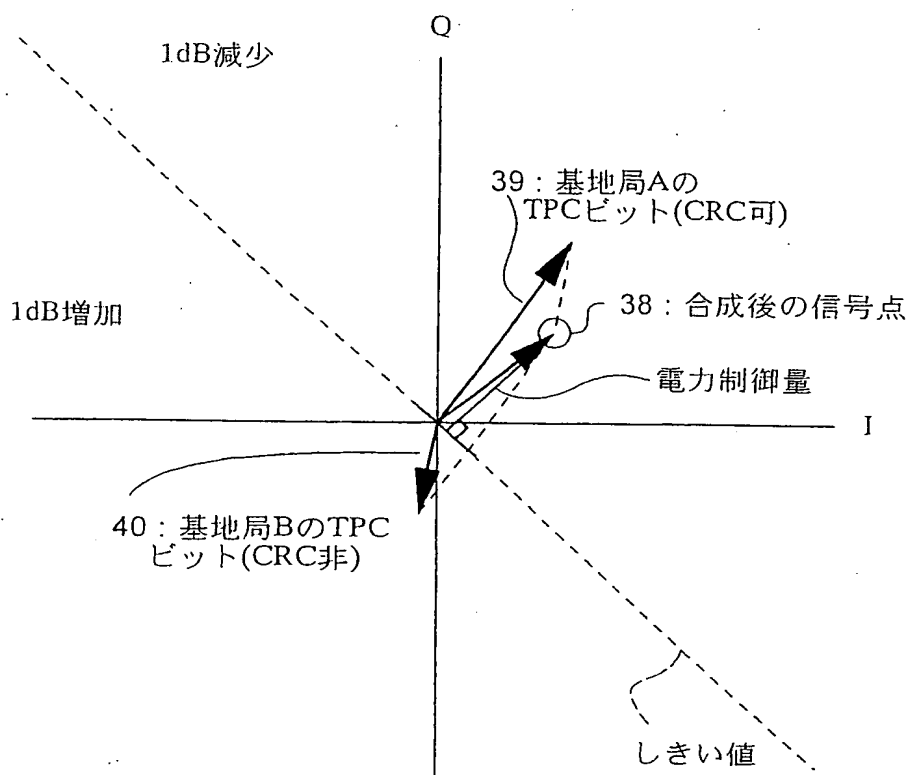 Q
1dB減少
39：基地局Aの
TPCビット(CRC可)
1dB増加
38：合成後の信号点
電力制御量
I
40：基地局BのTPC
ビット(CRC非)
しきい値